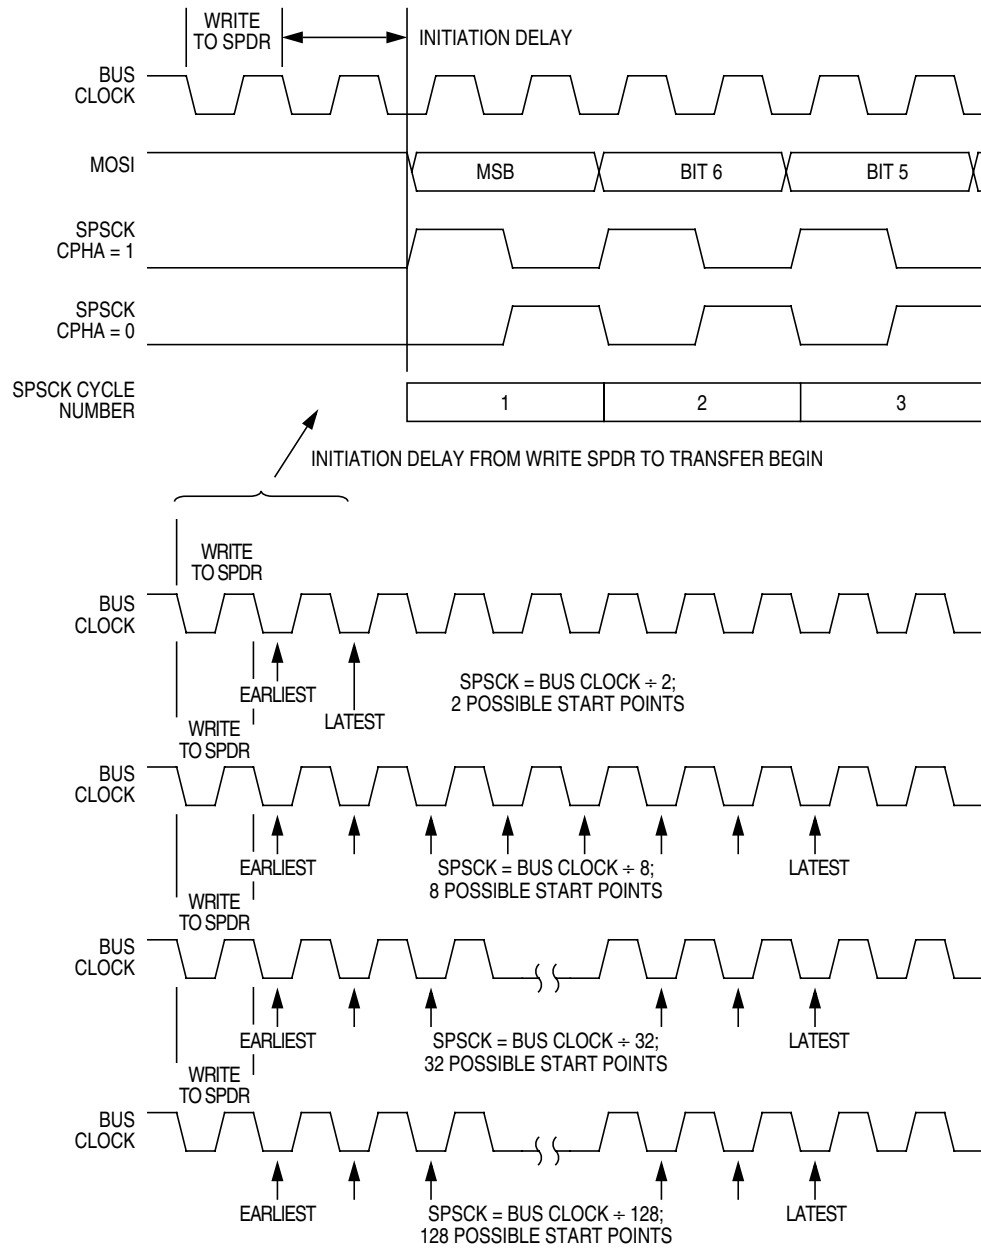 WRITE
TO SPDR
INITIATION DELAY
BUS
CLOCK
MOSI
MSB
BIT 6
BIT 5
SPSCK
CPHA = 1
SPSCK
CPHA = 0
SPSCK CYCLE
NUMBER
1
2
3
INITIATION DELAY FROM WRITE SPDR TO TRANSFER BEGIN
WRITE
TO SPDR
BUS
CLOCK
EARLIEST
LATEST
SPSCK = BUS CLOCK ÷ 2;
2 POSSIBLE START POINTS
WRITE
TO SPDR
BUS
CLOCK
EARLIEST
SPSCK = BUS CLOCK ÷ 8;
8 POSSIBLE START POINTS
LATEST
WRITE
TO SPDR
BUS
CLOCK
EARLIEST
SPSCK = BUS CLOCK ÷ 32;
32 POSSIBLE START POINTS
LATEST
WRITE
TO SPDR
BUS
CLOCK
EARLIEST
SPSCK = BUS CLOCK ÷ 128;
128 POSSIBLE START POINTS
LATEST